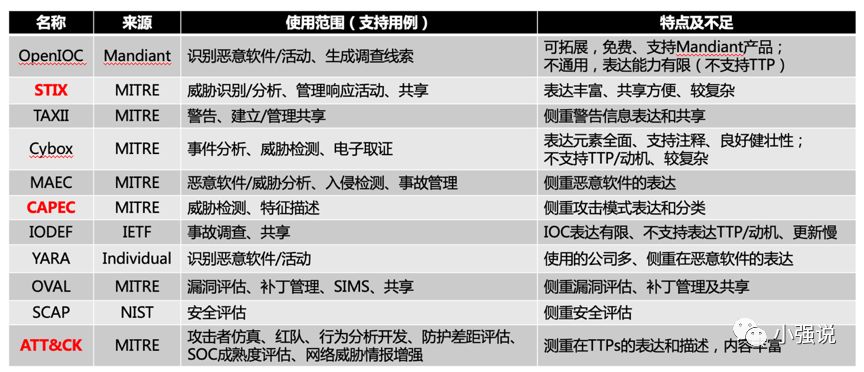 名称 来源 使用范围（支持用例） 特点及不足
OpenIOC Mandiant 识别恶意软件/活动、生成调查线索 可拓展，免费、支持Mandiant产品；
不通用，表达能力有限（不支持TTP）
STIX MITRE 威胁识别/分析、管理响应活动、共享 表达丰富、共享方便、较复杂
TAXII MITRE 警告、建立/管理共享 侧重警告信息表达和共享
Cybox MITRE 事件分析、威胁检测、电子取证 表达元素全面、支持注释、良好健壮性；
不支持TTP/动机、较复杂
MAEC MITRE 恶意软件/威胁分析、入侵检测、事故管理 侧重恶意软件的表达
CAPEC MITRE 威胁检测、特征描述 侧重攻击模式表达和分类
IODEF IETF 事故调查、共享 IOC表达有限、不支持表达TTP/动机、更新慢
YARA Individual 识别恶意软件/活动 使用的公司多、侧重在恶意软件的表达
OVAL MITRE 漏洞评估、补丁管理、SIMS、共享 侧重漏洞评估、补丁管理及共享
SCAP NIST 安全评估 侧重安全评估
ATT&CK MITRE 攻击者仿真、红队、行为分析开发、防护差距评估、
SOC成熟度评估、网络威胁情报增强 测重在TTPs的表达和描述，内容丰富
小强说